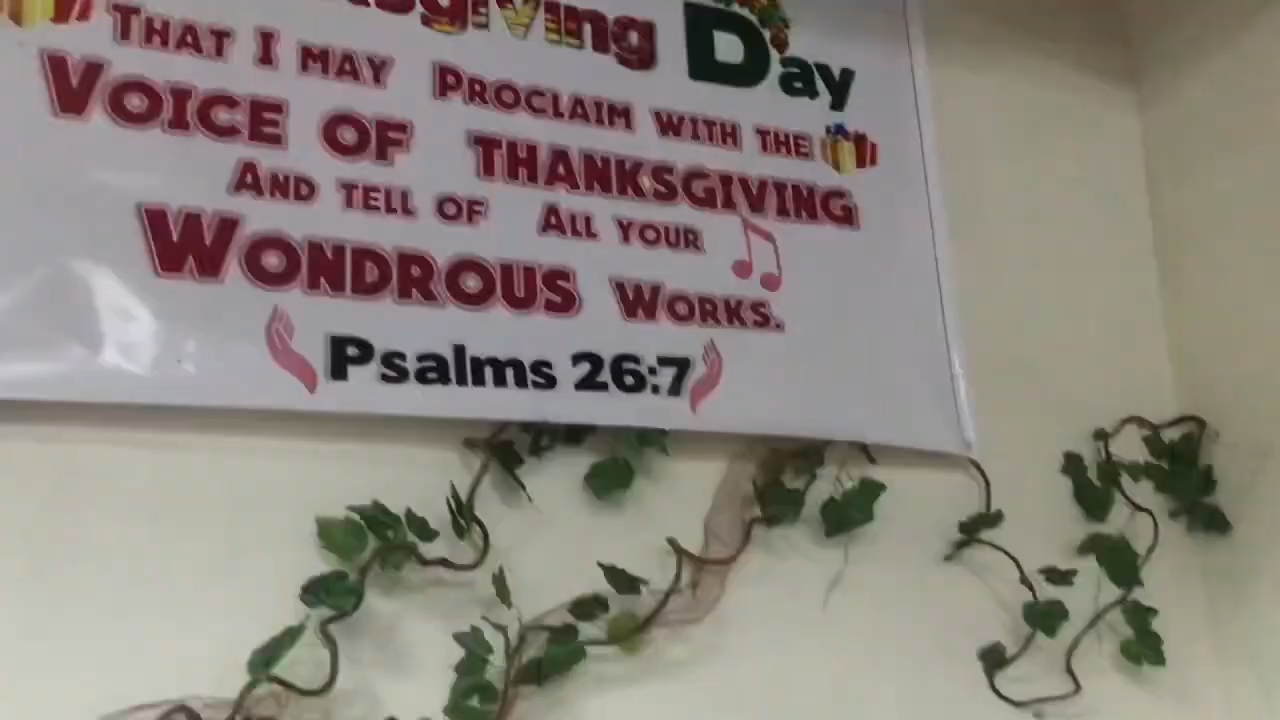 Day
That I may Proclaim with the
Voice of Thanksgiving
And tell of All your
Wondrous Works.
Psalms 26:7